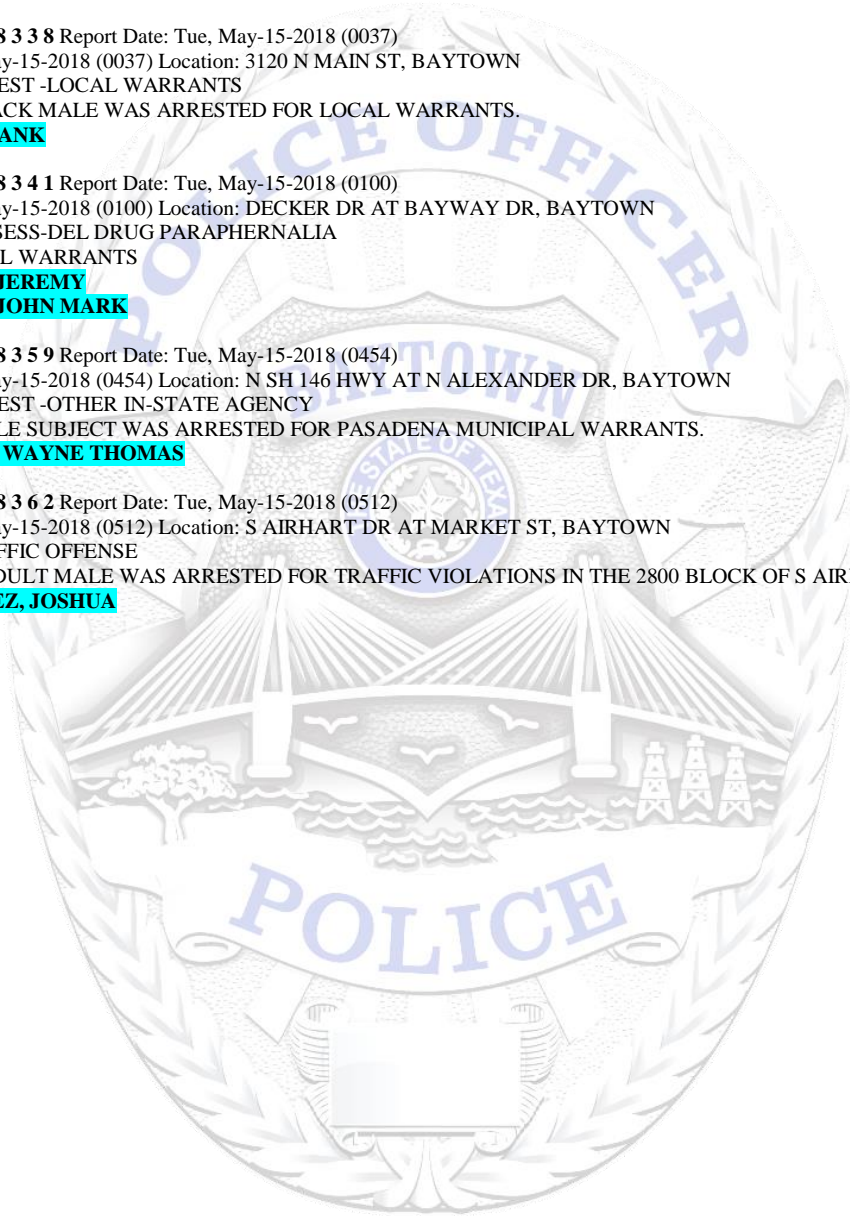 8 3 3 8 Report Date: Tue, May-15-2018 (0037)
y-15-2018 (0037) Location: 3120 N MAIN ST, BAYTOWN
EST -LOCAL WARRANTS
ACK MALE WAS ARRESTED FOR LOCAL WARRANTS.
ANK
8 3 4 1 Report Date: Tue, May-15-2018 (0100)
y-15-2018 (0100) Location: DECKER DR AT BAYWAY DR, BAYTOWN
SESS-DEL DRUG PARAPHERNALIA
L WARRANTS
JEREMY
JOHN MARK
8 3 5 9 Report Date: Tue, May-15-2018 (0454)
y-15-2018 (0454) Location: N SH 146 HWY AT N ALEXANDER DR, BAYTOWN
EST -OTHER IN-STATE AGENCY
LE SUBJECT WAS ARRESTED FOR PASADENA MUNICIPAL WARRANTS.
WAYNE THOMAS
8 3 6 2 Report Date: Tue, May-15-2018 (0512)
y-15-2018 (0512) Location: S AIRHART DR AT MARKET ST, BAYTOWN
FFIC OFFENSE
DULT MALE WAS ARRESTED FOR TRAFFIC VIOLATIONS IN THE 2800 BLOCK OF S AIR
EZ, JOSHUA
POLICE OFFICER
BAYTOWN
STATE OF TEXAS
POLICE